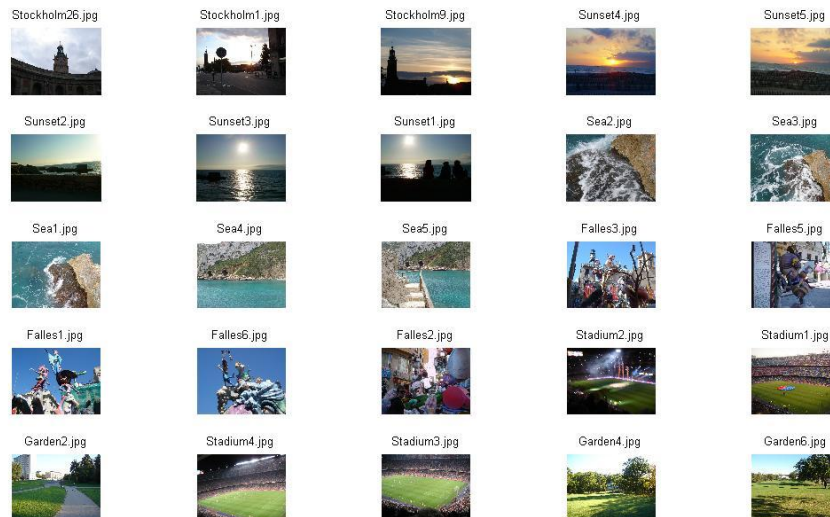 Stockholm26.jpg Stockholm1.jpg Stockholm9.jpg Sunset4.jpg Sunset5.jpg
Sunset2.jpg Sunset3.jpg Sunset1.jpg Sea2.jpg Sea3.jpg
Sea1.jpg Sea4.jpg Sea5.jpg Falles3.jpg Falles5.jpg
Falles1.jpg Falles6.jpg Falles2.jpg Stadium2.jpg Stadium1.jpg
Garden2.jpg Stadium4.jpg Stadium3.jpg Garden4.jpg Garden6.jpg